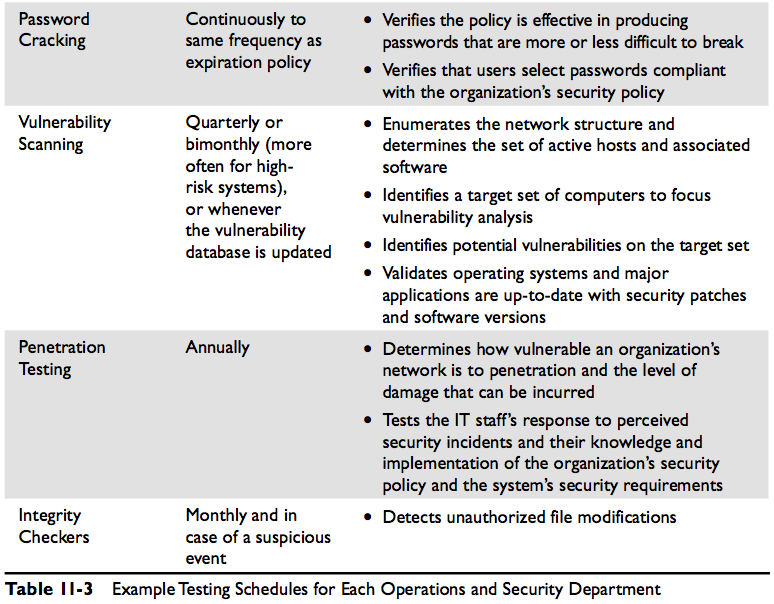 Password Continuously to • Verifies the policy is effective in producing
Cracking same frequency as passwords that are more or less difficult to break
expiration policy • Verifies that users select passwords compliant
with the organization's security policy
Vulnerability Quarterly or • Enumerates the network structure and
Scanning bimonthly (more determines the set of active hosts and associated
often for high- software
risk systems), • Identifies a target set of computers to focus
or whenever vulnerability analysis
the vulnerability
database is updated • Identifies potential vulnerabilities on the target set
• Validates operating systems and major
applications are up-to-date with security patches
and software versions
Penetration Annually • Determines how vulnerable an organization's
Testing network is to penetration and the level of
damage that can be incurred
• Tests the IT staff's response to perceived
security incidents and their knowledge and
implementation of the organization's security
policy and the system's security requirements
Integrity Monthly and in • Detects unauthorized file modifications
Checkers case of a suspicious
event
Table 11-3 Example Testing Schedules for Each Operations and Security Department